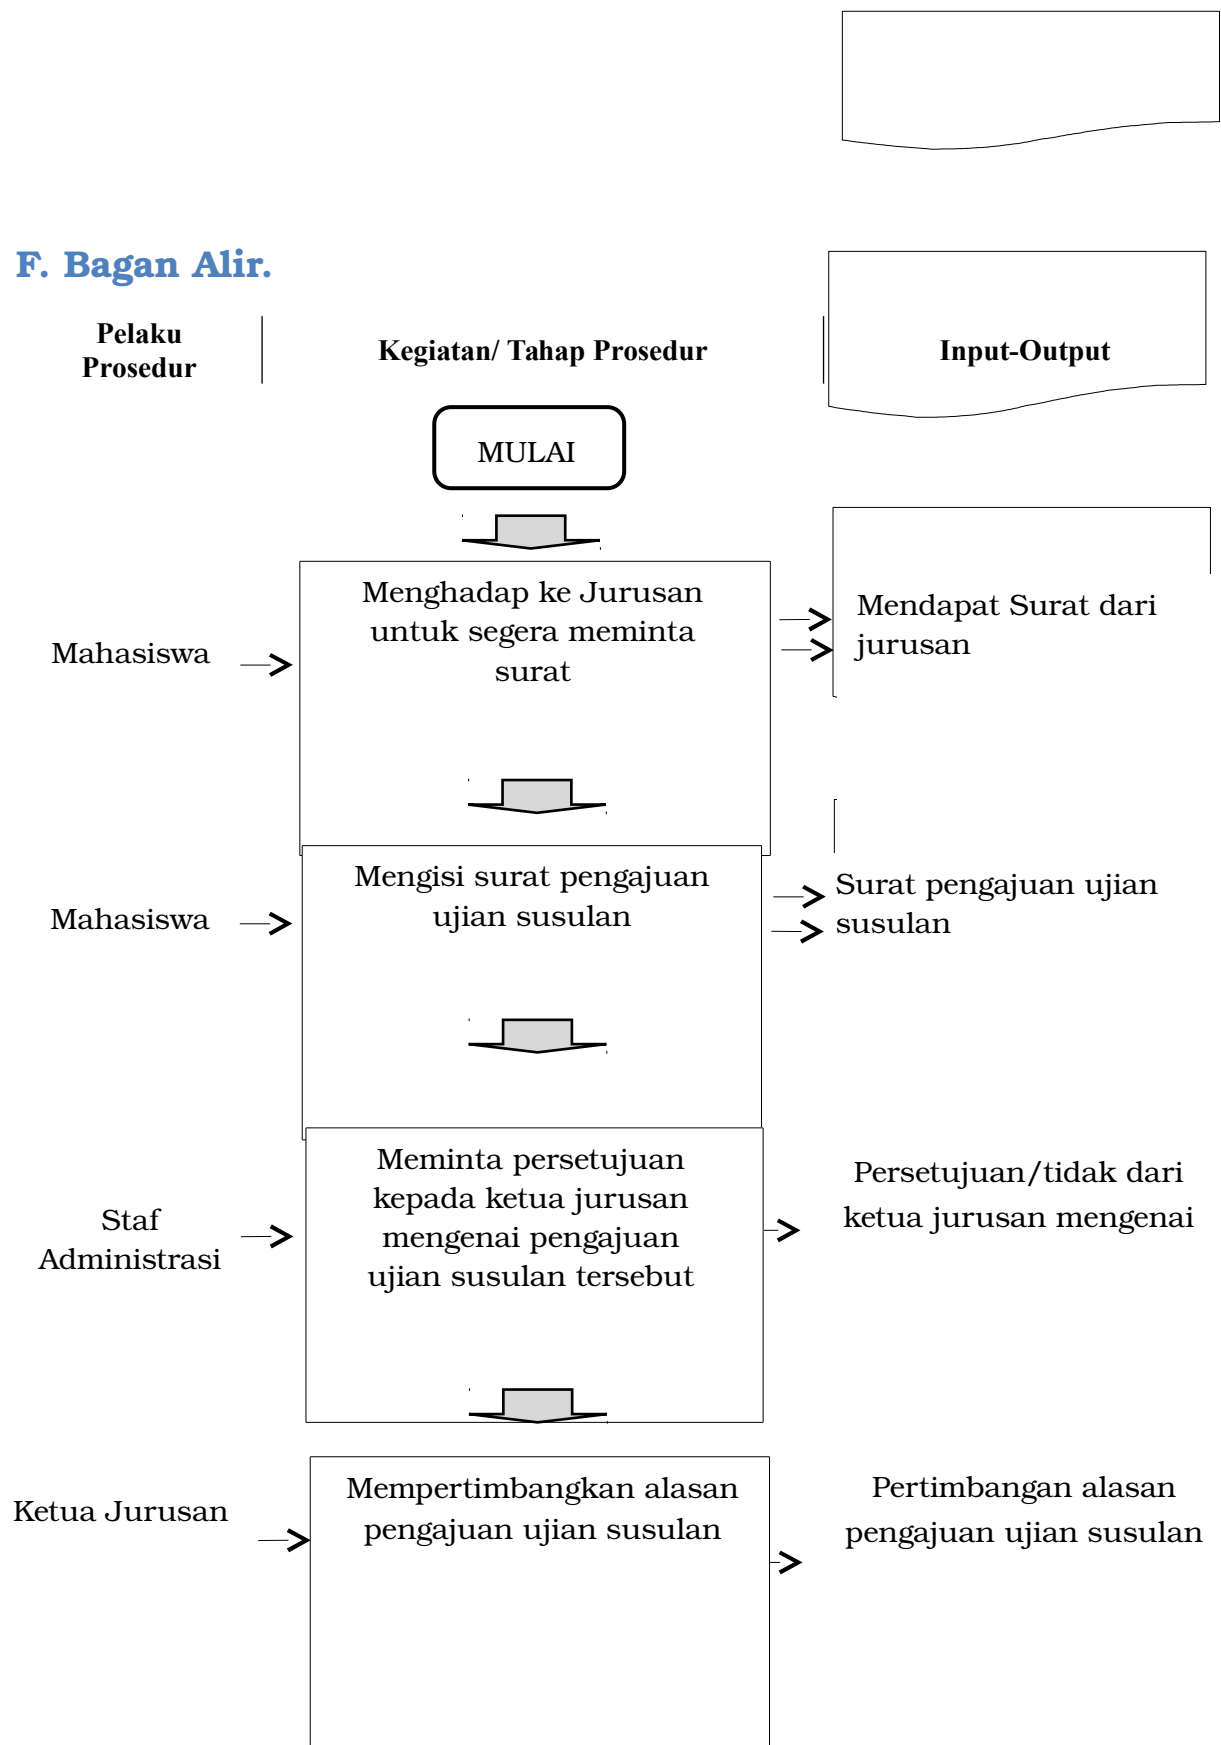 F. Bagan Alir.
Pelaku
Prosedur
Kegiatan/ Tahap Prosedur
Input-Output
MULAI
Mahasiswa
Menghadap ke Jurusan
untuk segera meminta
surat
Mendapat Surat dari
jurusan
Mahasiswa
Mengisi surat pengajuan
ujian susulan
Surat pengajuan ujian
susulan
Staf
Administrasi
Meminta persetujuan
kepada ketua jurusan
mengenai pengajuan
ujian susulan tersebut
Persetujuan/tidak dari
ketua jurusan mengenai
Ketua Jurusan
Mempertimbangkan alasan
pengajuan ujian susulan
Pertimbangan alasan
pengajuan ujian susulan